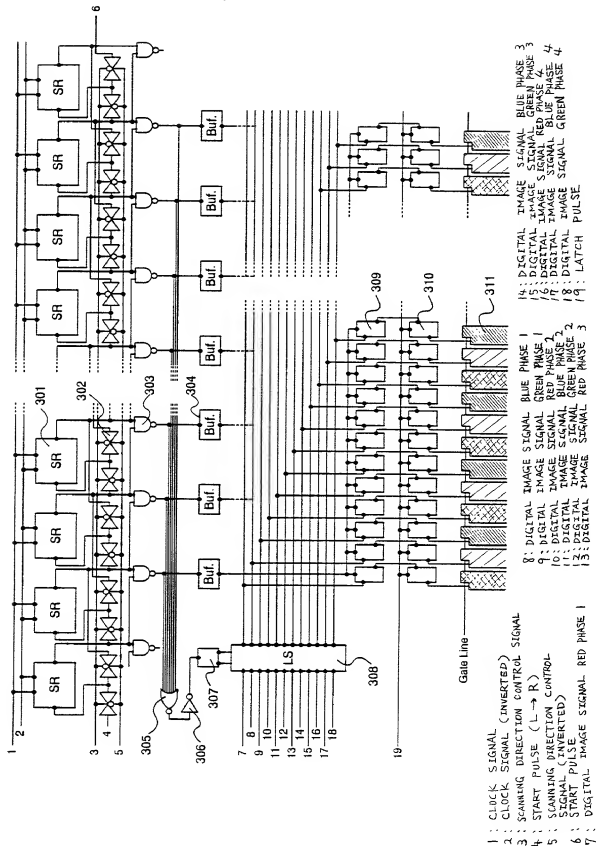 1
2
SR
SR
SR
SR
SR
SR
SR
SR
301
302
3
4
5
6
303
304
305
306
307
Buf.
Buf.
Buf.
Buf.
Buf.
Buf.
Buf.
7
8
9
10
11
12
13
14
15
16
17
18
LS
308
309
19
310
Gate Line
311
1 : CLOCK SIGNAL
2 : CLOCK SIGNAL (INVERTED)
3 : SCANNING DIRECTION CONTROL SIGNAL
4 : START PULSE (L → R)
5 : SCANNING DIRECTION CONTROL
SIGNAL (INVERTED)
6 : START PULSE
7 : DIGITAL IMAGE SIGNAL RED PHASE 1
8 : DIGITAL IMAGE SIGNAL BLUE PHASE 1
9 : DIGITAL IMAGE SIGNAL GREEN PHASE 1
10 : DIGITAL IMAGE SIGNAL RED PHASE 2
11 : DIGITAL IMAGE SIGNAL BLUE PHASE 2
12 : DIGITAL IMAGE SIGNAL GREEN PHASE 2
13 : DIGITAL IMAGE SIGNAL RED PHASE 3
14 : DIGITAL IMAGE SIGNAL BLUE PHASE 3
15 : DIGITAL IMAGE SIGNAL GREEN PHASE 3
16 : DIGITAL IMAGE SIGNAL RED PHASE 4
17 : DIGITAL IMAGE SIGNAL BLUE PHASE 4
18 : DIGITAL IMAGE SIGNAL GREEN PHASE 4
19 : LATCH PULSE